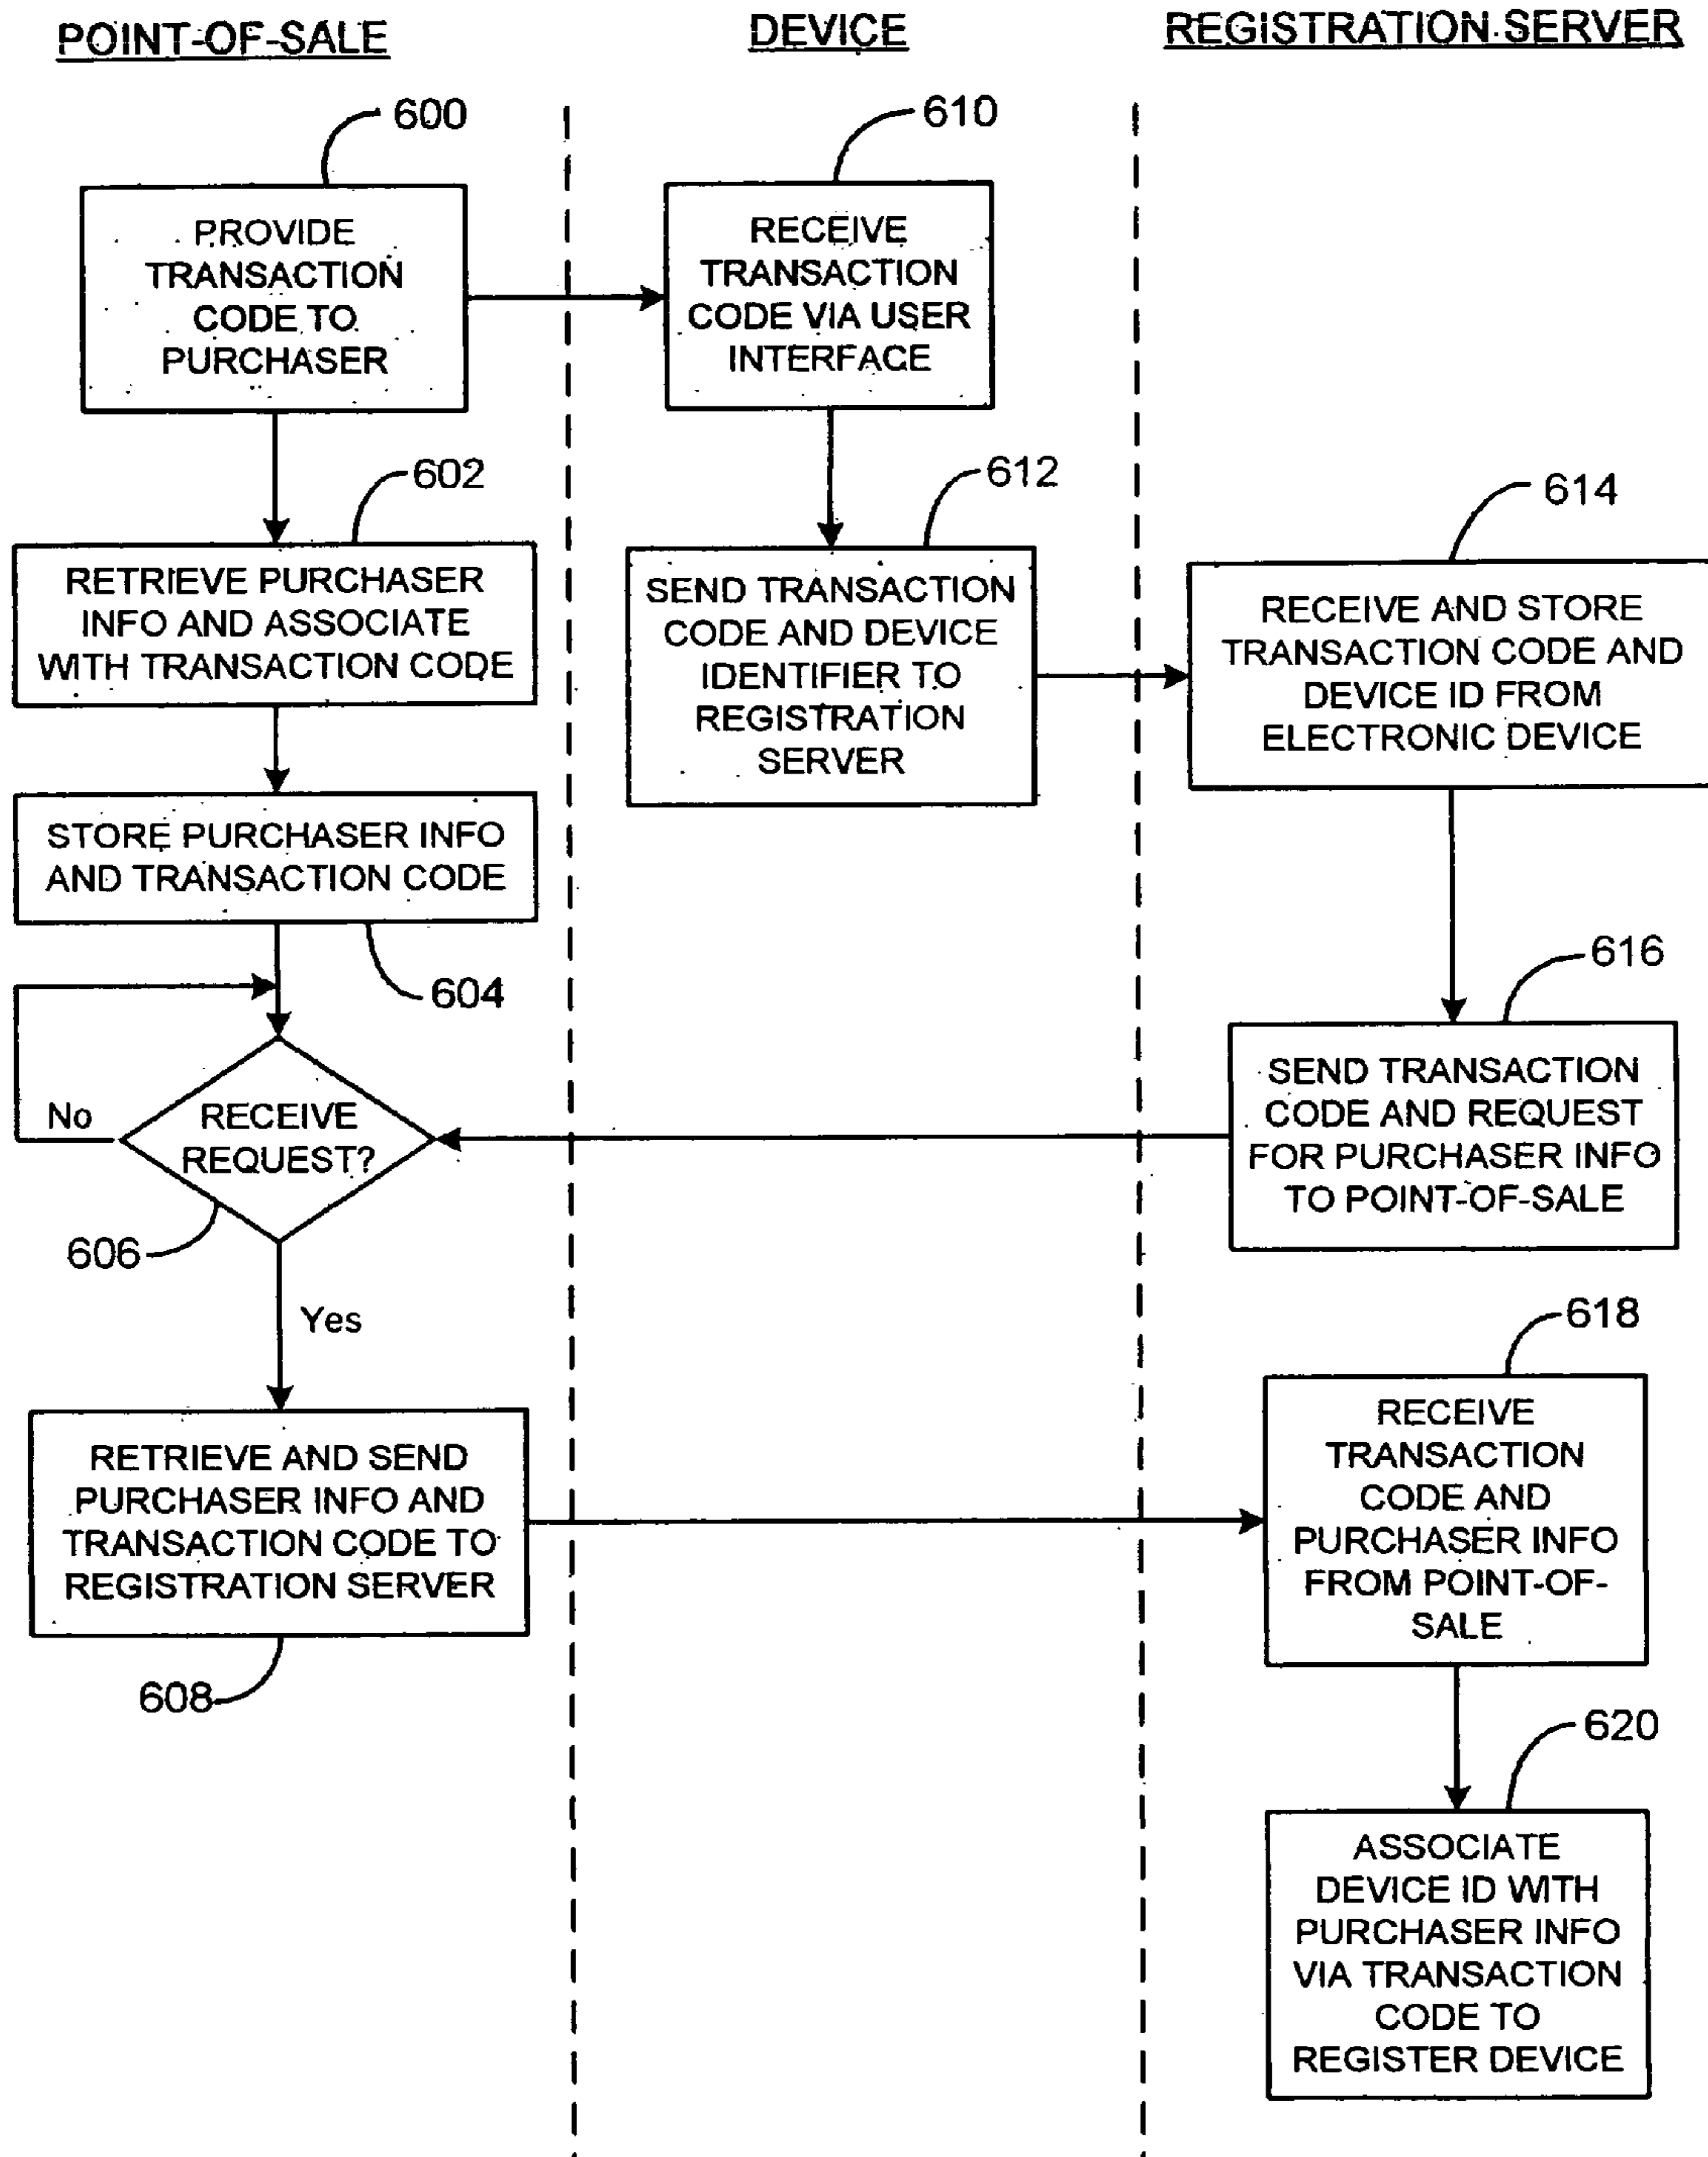 POINT-OF-SALE
DEVICE
REGISTRATION SERVER
600
PROVIDE
TRANSACTION
CODE TO
PURCHASER
602
RETRIEVE PURCHASER
INFO AND ASSOCIATE
WITH TRANSACTION CODE
STORE PURCHASER INFO
AND TRANSACTION CODE
604
RECEIVE
REQUEST?
No
606
Yes
RETRIEVE AND SEND
PURCHASER INFO AND
TRANSACTION CODE TO
REGISTRATION SERVER
608
610
RECEIVE
TRANSACTION
CODE VIA USER
INTERFACE
612
SEND TRANSACTION
CODE AND DEVICE
IDENTIFIER TO
REGISTRATION
SERVER
614
RECEIVE AND STORE
TRANSACTION CODE AND
DEVICE ID FROM
ELECTRONIC DEVICE
616
SEND TRANSACTION
CODE AND REQUEST
FOR PURCHASER INFO
TO POINT-OF-SALE
618
RECEIVE
TRANSACTION
CODE AND
PURCHASER INFO
FROM POINT-OF-
SALE
620
ASSOCIATE
DEVICE ID WITH
PURCHASER INFO
VIA TRANSACTION
CODE TO
REGISTER DEVICE